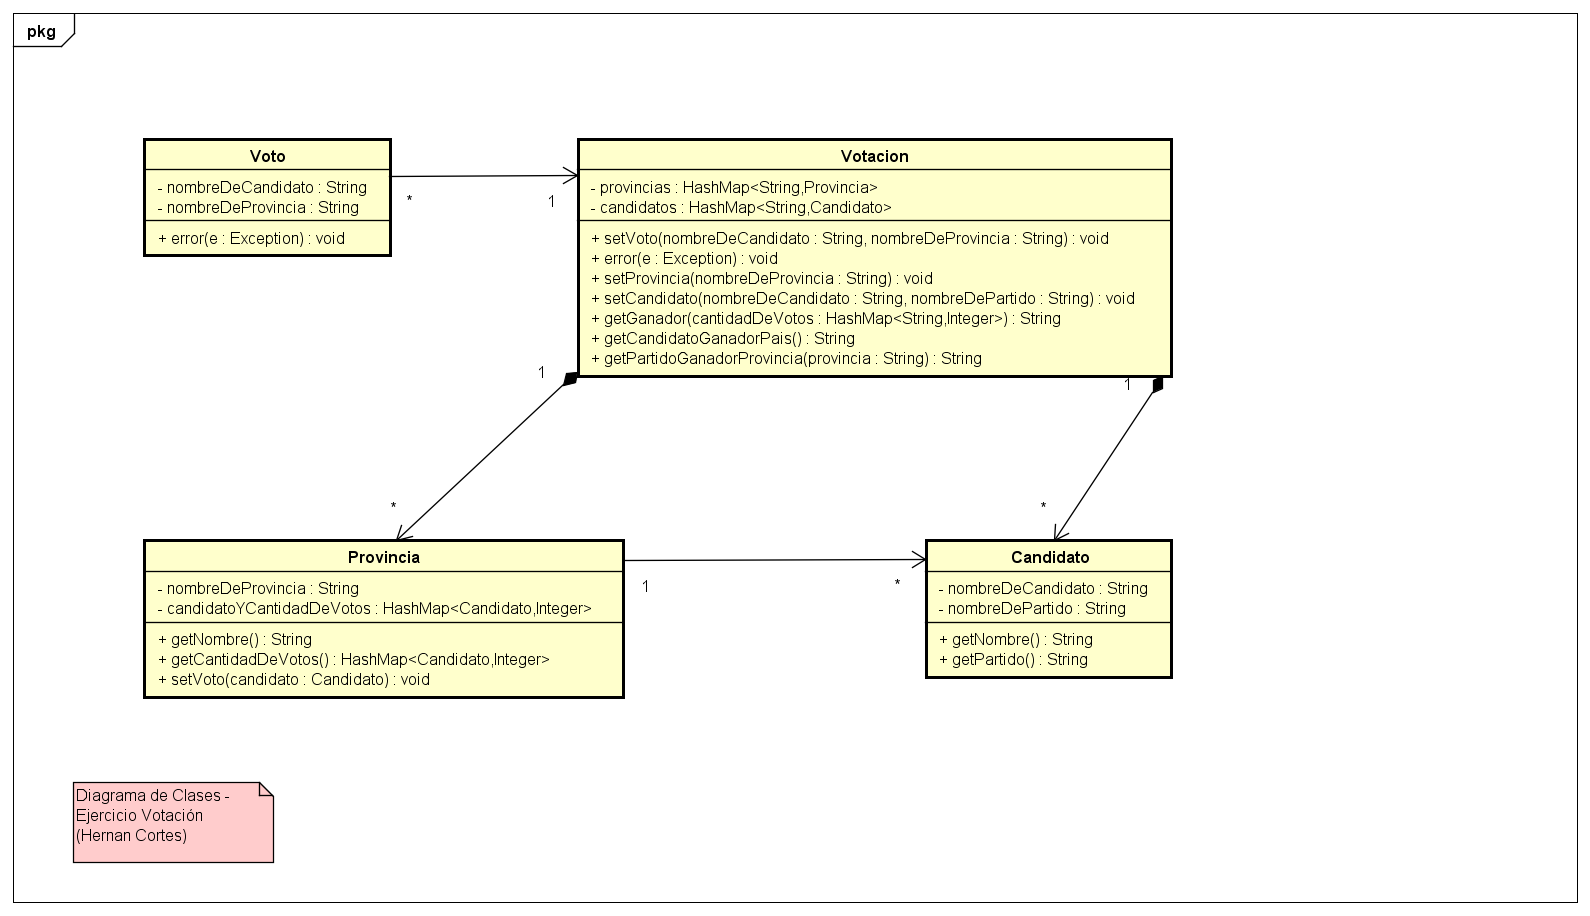 pkg
Voto
- nombreDeCandidato : String
- nombreDeProvincia : String
+ error(e : Exception) : void
*
1
Votacion
- provincias : HashMap<String,Provincia>
- candidatos : HashMap<String,Candidato>
+ setVoto(nombreDeCandidato : String, nombreDeProvincia : String) : void
+ error(e : Exception) : void
+ setProvincia(nombreDeProvincia : String) : void
+ setCandidato(nombreDeCandidato : String, nombreDePartido : String) : void
+ getGanador(cantidadDeVotos : HashMap<String,Integer>) : String
+ getCandidatoGanadorPais() : String
+ getPartidoGanadorProvincia(provincia : String) : String
1
1
*
*
Provincia
- nombreDeProvincia : String
- candidatoYCantidadDeVotos : HashMap<Candidato,Integer>
+ getNombre() : String
+ getCantidadDeVotos() : HashMap<Candidato,Integer>
+ setVoto(candidato : Candidato) : void
1
*
Candidato
- nombreDeCandidato : String
- nombreDePartido : String
+ getNombre() : String
+ getPartido() : String
Diagrama de Clases -
Ejercicio Votación
(Hernan Cortes)